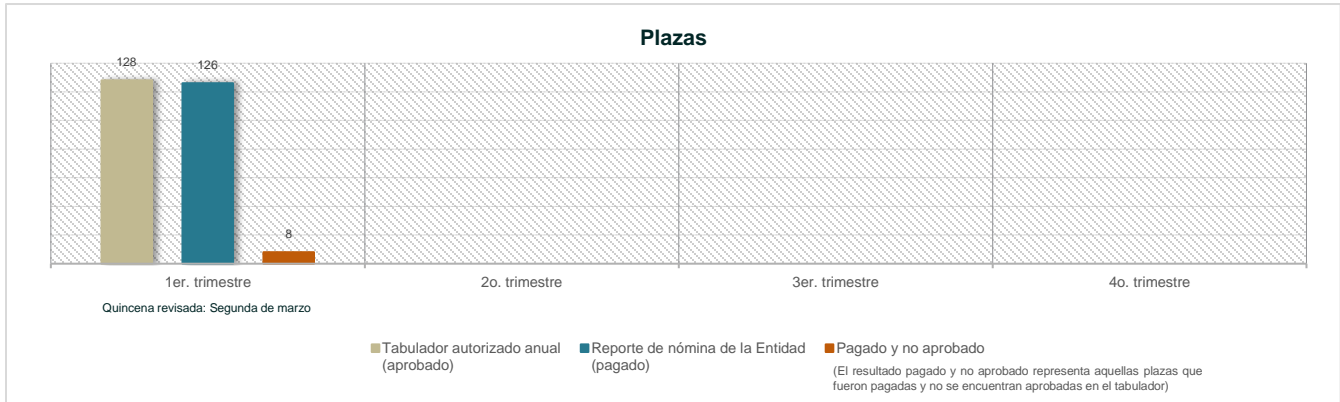 Plazas
128
126
8
1er. trimestre
2o. trimestre
3er. trimestre
4o. trimestre
Quincena revisada: Segunda de marzo
Tabulador autorizado anual
(aprobado)
Reporte de nómina de la Entidad
(pagado)
Pagado y no aprobado
(El resultado pagado y no aprobado representa aquellas plazas que
fueron pagadas y no se encuentran aprobadas en el tabulador)